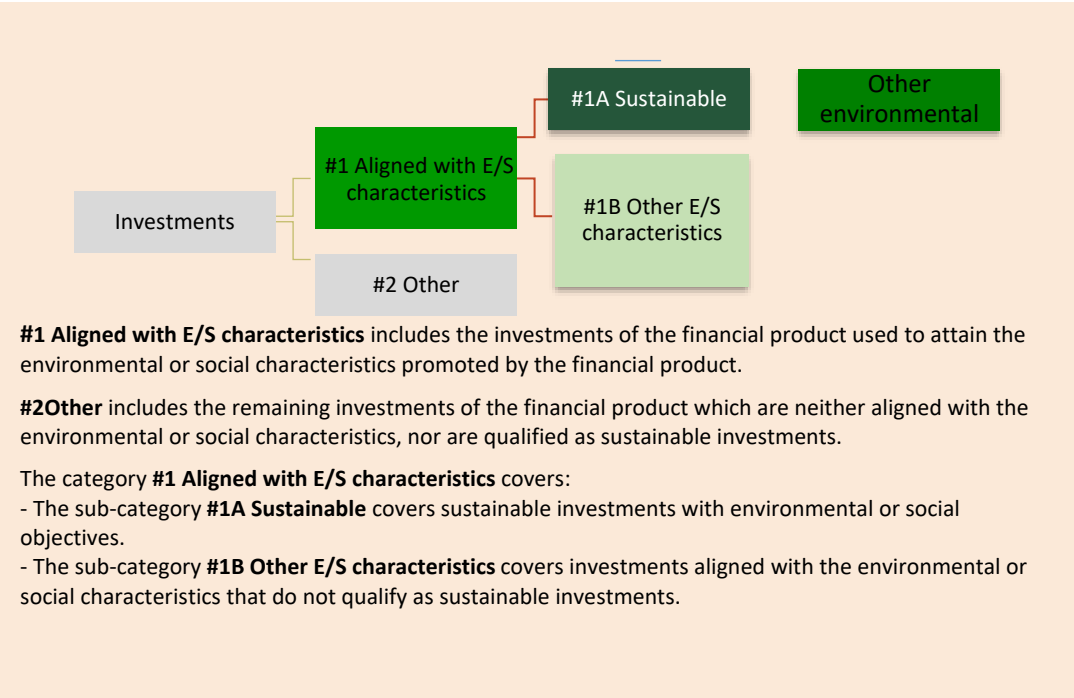 #1A Sustainable
Other
environmental
#1 Aligned with E/S
characteristics
#1B Other E/S
characteristics
Investments
#2 Other
#1 Aligned with E/S characteristics includes the investments of the financial product used to attain the
environmental or social characteristics promoted by the financial product.
#2Other includes the remaining investments of the financial product which are neither aligned with the
environmental or social characteristics, nor are qualified as sustainable investments.
The category #1 Aligned with E/S characteristics covers:
- The sub-category #1A Sustainable covers sustainable investments with environmental or social
objectives.
- The sub-category #1B Other E/S characteristics covers investments aligned with the environmental or
social characteristics that do not qualify as sustainable investments.